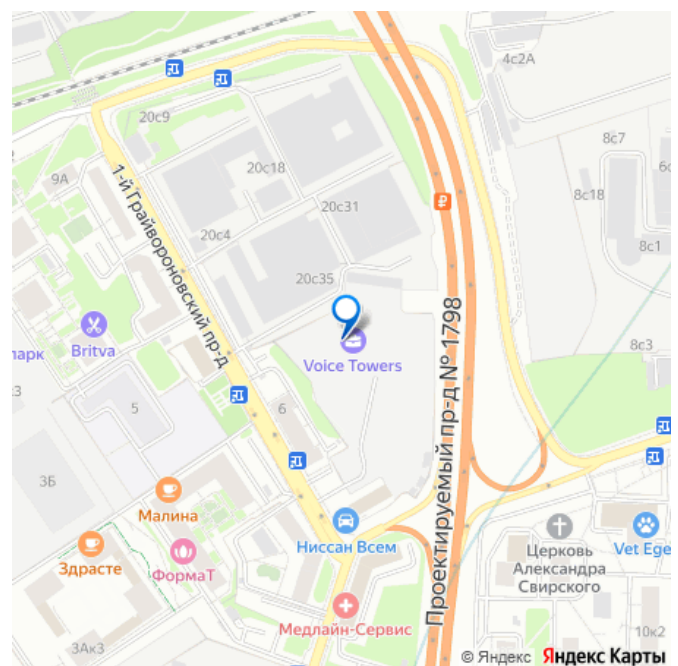 4с2А
20с9
8с7
9А
20с18
8с18
20с31
20с4
8с1
1-й Грайвороновский пр-д
20с35
Проектируемый пр-д № 1798
парк
Britva
Voice Towers
8с3
5
6
3Б
Малина
Ниссан Всем
Здрасте
ФормаТ
Церковь
Александра
Свирского
Vet Ege
Медлайн-Сервис
10к2
3Ак3
© Яндекс Яндекс Карты